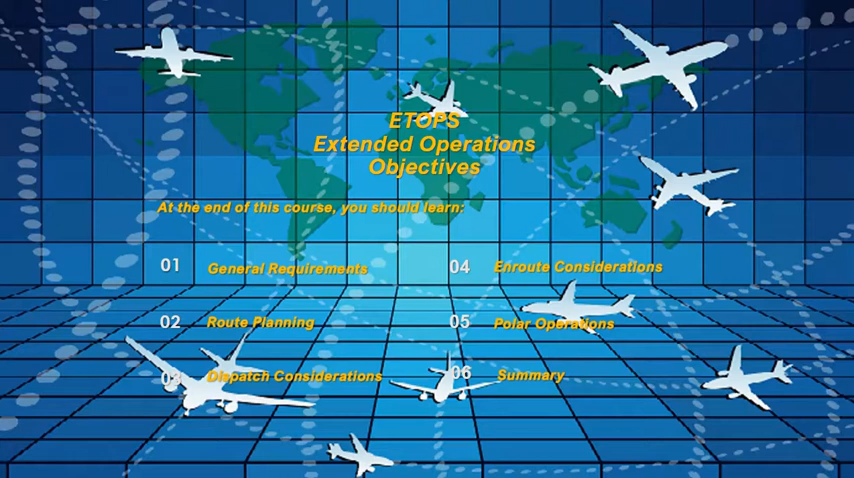 ETOPS
Extended Operations
Objectives
At the end of this course, you should learn:
01 General Requirements
02 Route Planning
03 Dispatch Considerations
04 Enroute Considerations
05 Polar Operations
06 Summary